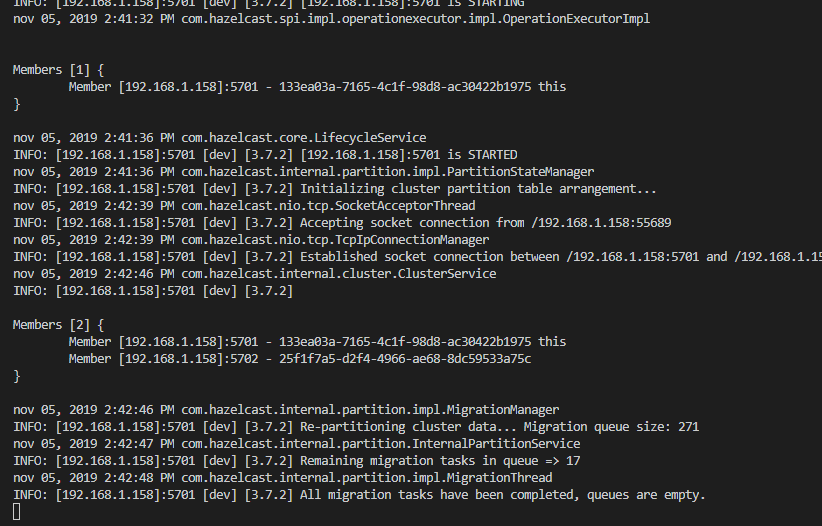 INFO: [192.168.1.158]:5701 [dev] [3.7.2] [192.168.1.158]:5701 is STARTING
nov 05, 2019 2:41:32 PM com.hazelcast.spi.impl.operationexecutor.impl.OperationExecutorImpl
Members [1] {
Member [192.168.1.158]:5701 - 133ea03a-7165-4c1f-98d8-ac30422b1975 this
}
nov 05, 2019 2:41:36 PM com.hazelcast.core.LifecycleService
INFO: [192.168.1.158]:5701 [dev] [3.7.2] [192.168.1.158]:5701 is STARTED
nov 05, 2019 2:41:36 PM com.hazelcast.internal.partition.impl.PartitionStateManager
INFO: [192.168.1.158]:5701 [dev] [3.7.2] Initializing cluster partition table arrangement...
nov 05, 2019 2:42:39 PM com.hazelcast.nio.tcp.SocketAcceptorThread
INFO: [192.168.1.158]:5701 [dev] [3.7.2] Accepting socket connection from /192.168.1.158:55689
nov 05, 2019 2:42:39 PM com.hazelcast.nio.tcp.TcpIpConnectionManager
INFO: [192.168.1.158]:5701 [dev] [3.7.2] Established socket connection between /192.168.1.158:5701 and /192.168.1.15
nov 05, 2019 2:42:46 PM com.hazelcast.internal.cluster.ClusterService
INFO: [192.168.1.158]:5701 [dev] [3.7.2]
Members [2] {
Member [192.168.1.158]:5701 - 133ea03a-7165-4c1f-98d8-ac30422b1975 this
Member [192.168.1.158]:5702 - 25f1f7a5-d2f4-4966-ae68-8dc59533a75c
}
nov 05, 2019 2:42:46 PM com.hazelcast.internal.partition.impl.MigrationManager
INFO: [192.168.1.158]:5701 [dev] [3.7.2] Re-partitioning cluster data... Migration queue size: 271
nov 05, 2019 2:42:47 PM com.hazelcast.internal.partition.InternalPartitionService
INFO: [192.168.1.158]:5701 [dev] [3.7.2] Remaining migration tasks in queue => 17
nov 05, 2019 2:42:48 PM com.hazelcast.internal.partition.impl.MigrationThread
INFO: [192.168.1.158]:5701 [dev] [3.7.2] All migration tasks have been completed, queues are empty.